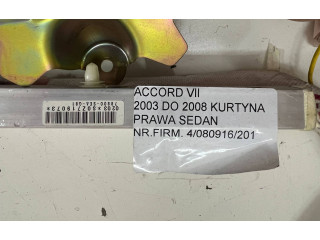 ACCORD VII
2003 DO 2008 KURTYNA
PRAWA SEDAN
NR.FIRM. 4/080916/201